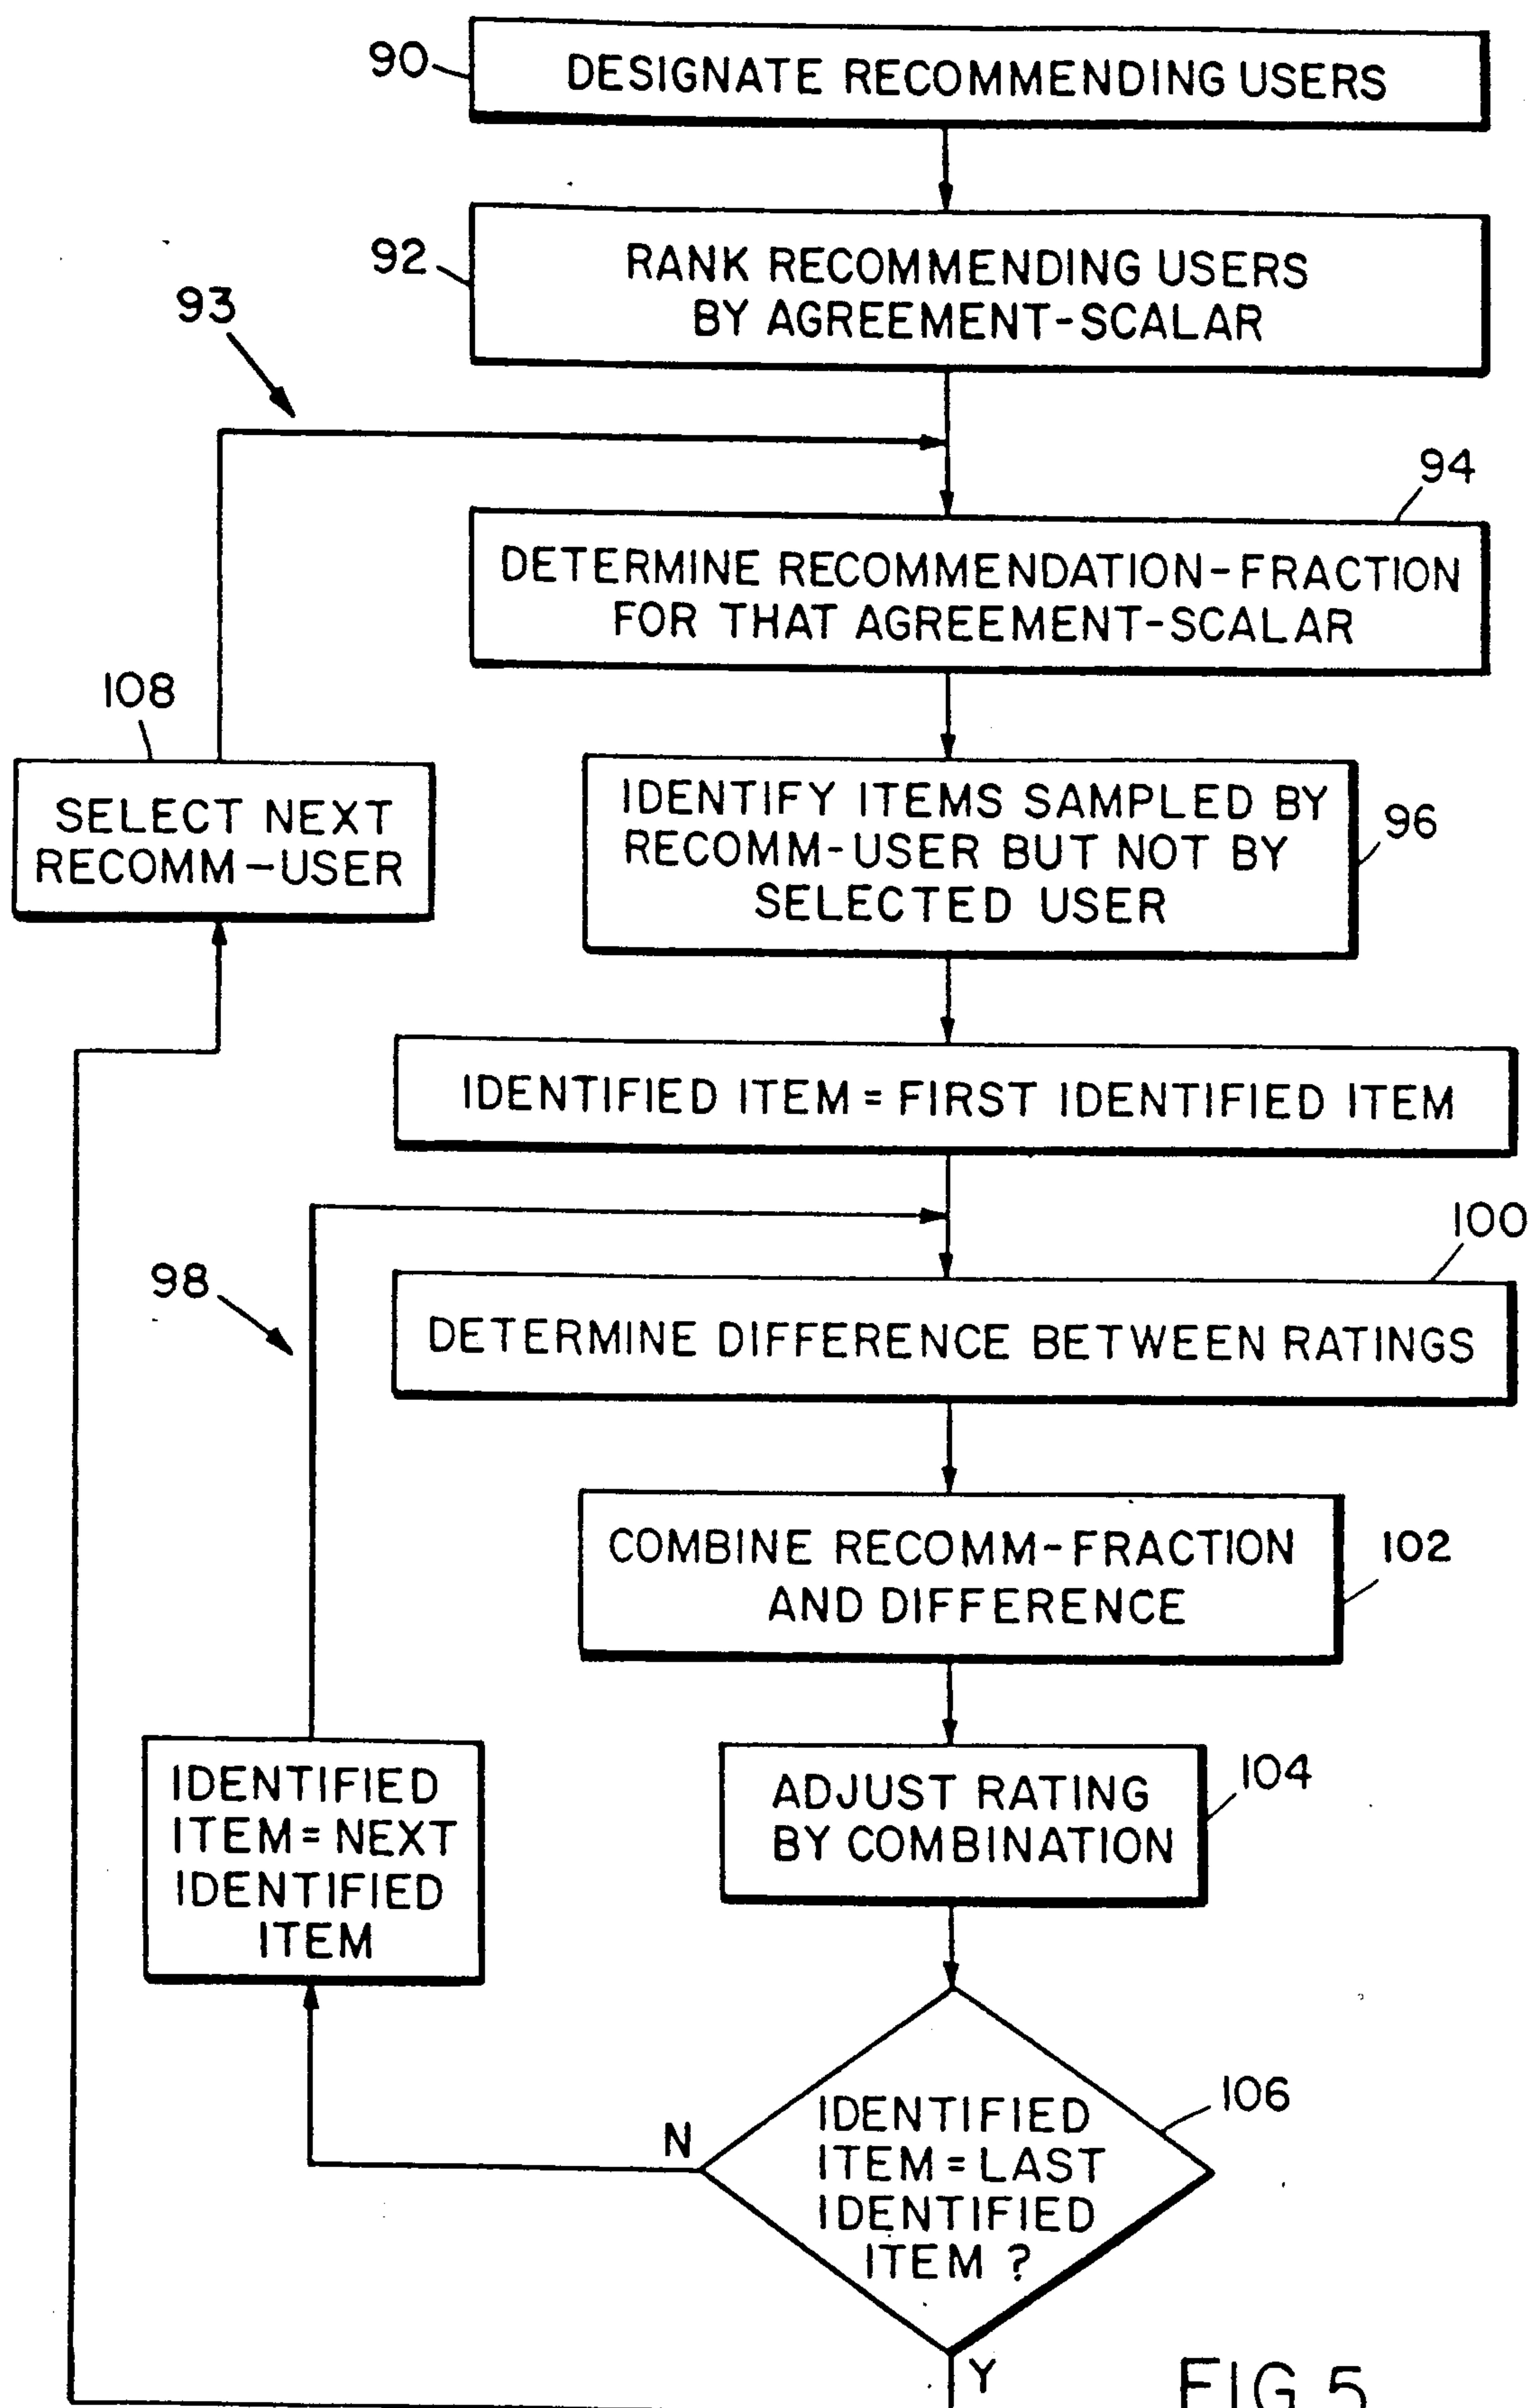 90
DESIGNATE RECOMMENDING USERS
92
RANK RECOMMENDING USERS
BY AGREEMENT-SCALAR
93
94
DETERMINE RECOMMENDATION-FRACTION
FOR THAT AGREEMENT-SCALAR
108
SELECT NEXT
RECOMM-USER
IDENTIFY ITEMS SAMPLED BY
RECOMM-USER BUT NOT BY
SELECTED USER
96
IDENTIFIED ITEM = FIRST IDENTIFIED ITEM
98
100
DETERMINE DIFFERENCE BETWEEN RATINGS
COMBINE RECOMM-FRACTION
AND DIFFERENCE
102
IDENTIFIED
ITEM = NEXT
IDENTIFIED
ITEM
ADJUST RATING
BY COMBINATION
104
N
IDENTIFIED
ITEM = LAST
IDENTIFIED
ITEM ?
106
Y
FIG 5